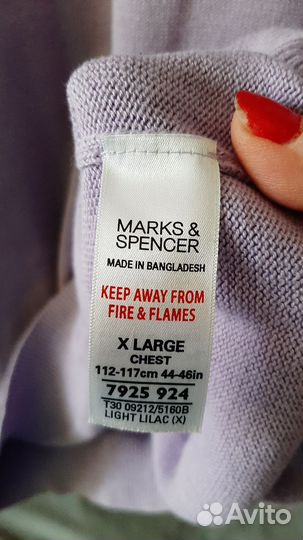 MARKS &
SPENCER
MADE IN BANGLADESH
KEEP AWAY FROM
FIRE & FLAMES
X LARGE
CHEST
112-117cm 44-46in
7925 924
T30 09212/5160B
LIGHT LILAC (X)
Avito